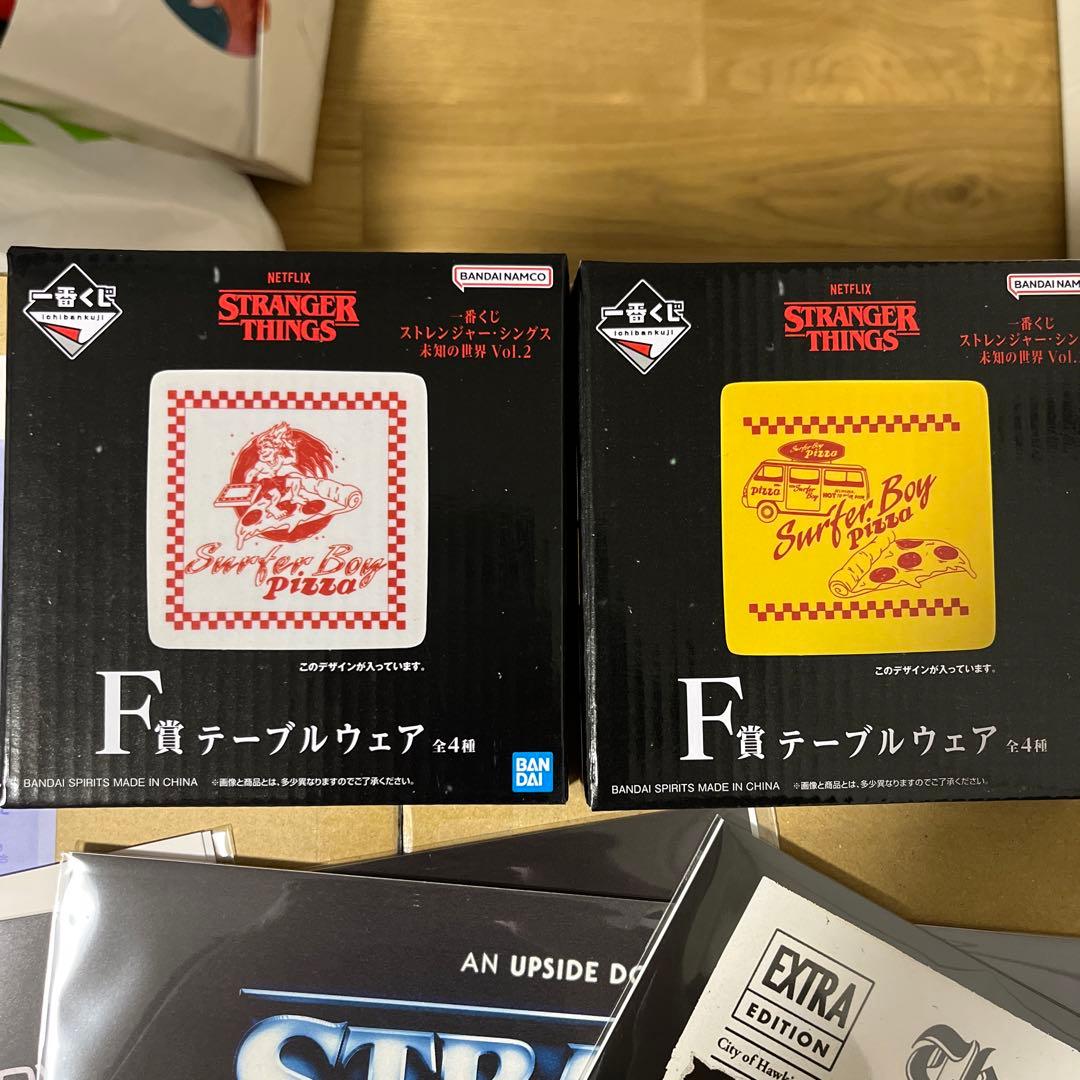 一番くじ
ichibankuji
NETFLIX
STRANGER
THINGS
BANDAI NAMCO
一番くじ
ストレンジャー・シングス
未知の世界 Vol.2
Surfer Boy
Pizza
このデザインが入っています。
F賞 テーブルウェア 全4種
BANDAI SPIRITS MADE IN CHINA ※画像と商品とは、多少異なりますのでご了承ください。
BAN
DAI
一番くじ
ichibankuji
NETFLIX
STRANGER
THINGS
BANDAI NAM
一番くじ
ストレンジャー・シン
未知の世界 Vol.
Surfer Boy
Pizza
Pizza
Surfer
Boy
HOT
Surfer Boy
Pizza
このデザインが入っています。
F賞 テーブルウェア 全4種
BANDAI SPIRITS MADE IN CHINA ※画像と商品とは、多少異なりますのでご了承ください。
AN UPSIDE DO
STRA
EXTRA
EDITION
City of Hawki
Th